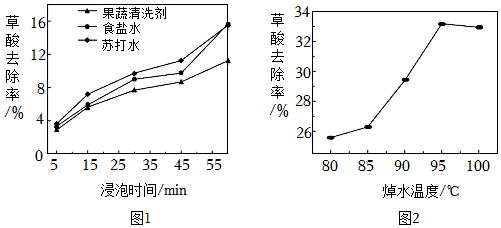 草酸去除率/%
16
12
8
4
0
果蔬清洗剂
食盐水
苏打水
5 15 25 35 45 55
浸泡时间/min
图1
草酸去除率/%
34
32
30
28
26
80 85 90 95 100
焯水温度/℃
图2